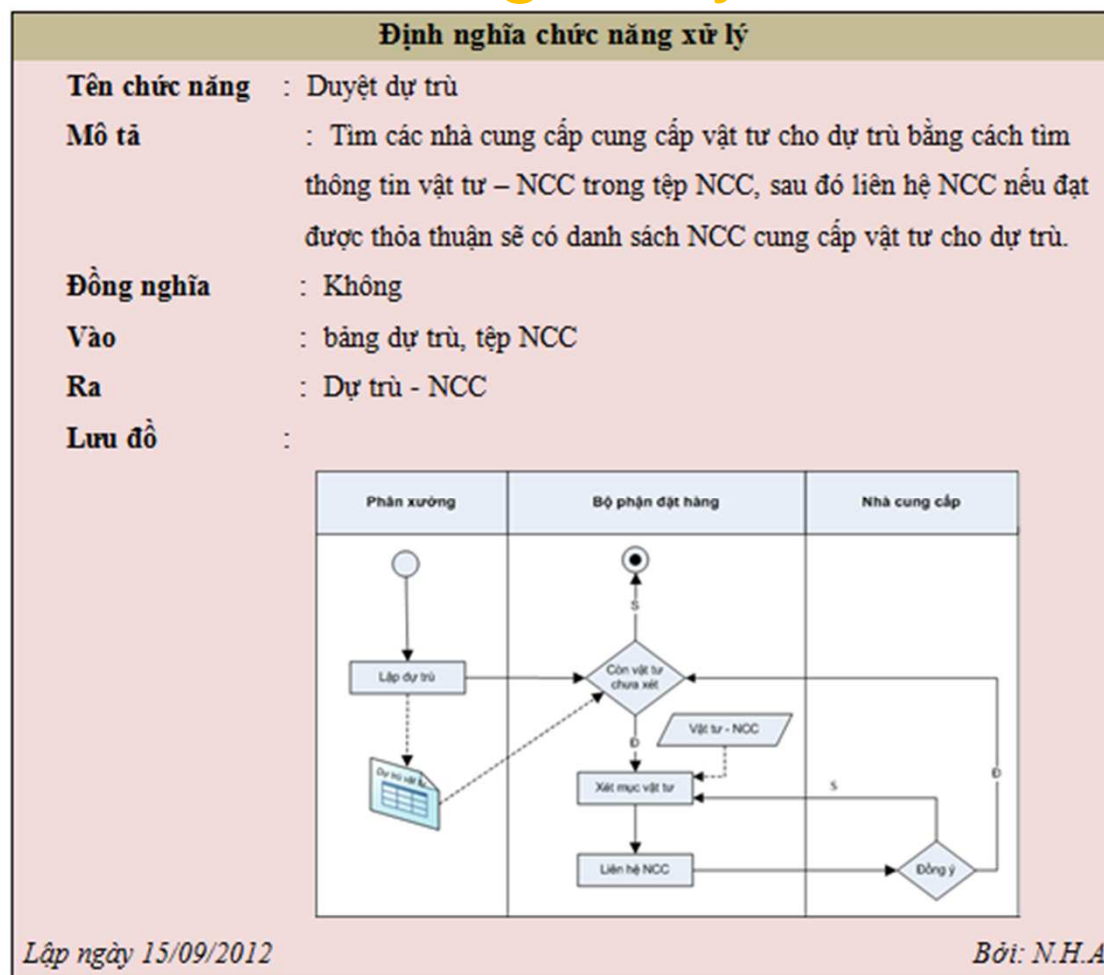 Định nghĩa chức năng xử lý
Tên chức năng : Duyệt dự trù
Mô tả : Tìm các nhà cung cấp cung cấp vật tư cho dự trù bằng cách tìm
thông tin vật tư – NCC trong tệp NCC, sau đó liên hệ NCC nếu đạt
được thỏa thuận sẽ có danh sách NCC cung cấp vật tư cho dự trù.
Đồng nghĩa : Không
Vào : bảng dự trù, tệp NCC
Ra : Dự trù - NCC
Lưu đồ :
Phân xưởng
Bộ phận đặt hàng
Nhà cung cấp
S
Lập dự trù
Còn vật tư
chưa xét
Vật tư - NCC
Đ
Dự trù vật
Xét mục vật tư
S
Đ
Liên hệ NCC
Đồng ý
Lập ngày 15/09/2012
Bởi: N.H.A